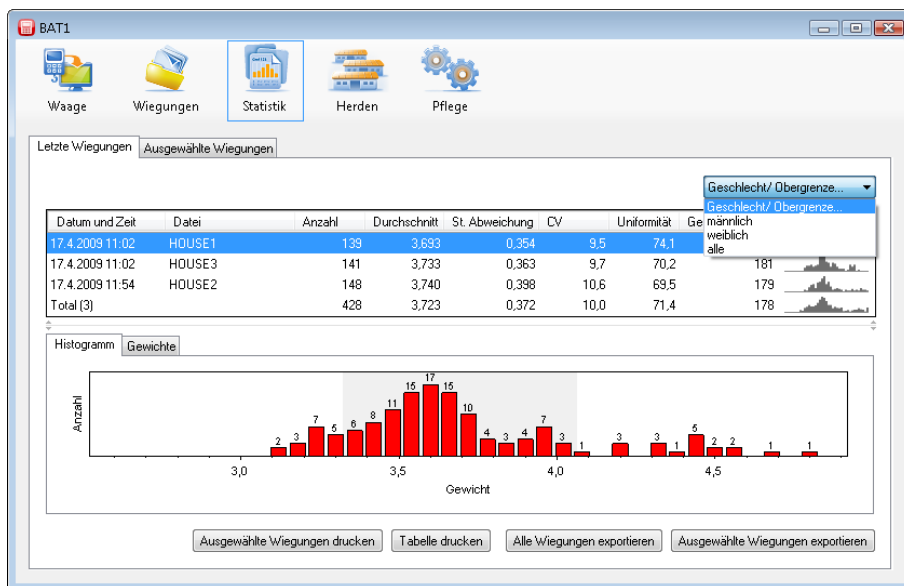 BAT1
Waage Wiegungen Statistik Herden Pflege
Letzte Wiegungen Ausgewählte Wiegungen
Geschlecht/ Obergrenze...
Geschlecht/ Obergrenze...
männlich
weiblich
alle
Datum und Zeit Datei Anzahl Durchschnitt St. Abweichung CV Uniformität Ge
17.4.2009 11:02 HOUSE1 139 3,693 0,354 9,5 74,1
17.4.2009 11:02 HOUSE3 141 3,733 0,363 9,7 70,2 181
17.4.2009 11:54 HOUSE2 148 3,740 0,398 10,6 69,5 179
Total (3) 428 3,723 0,372 10,0 71,4 178
Histogramm Gewichte
Anzahl
2 3 7 5 6 8 11 15 17 15 10 4 3 4 7 3 1 3 3 1 5 2 2 1 1
3,0 3,5 4,0 4,5
Gewicht
Ausgewählte Wiegungen drucken Tabelle drucken Alle Wiegungen exportieren Ausgewählte Wiegungen exportieren